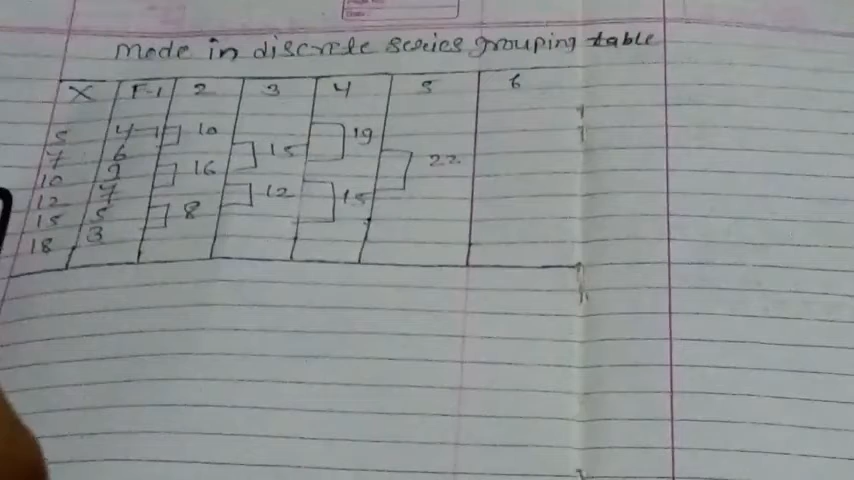 Mode in discrete series grouping table
X F-1 2 3 4 5 6
5 4 10 19
7 6 15 22
10 9 16
12 7 12 15
15 5 8
18 3